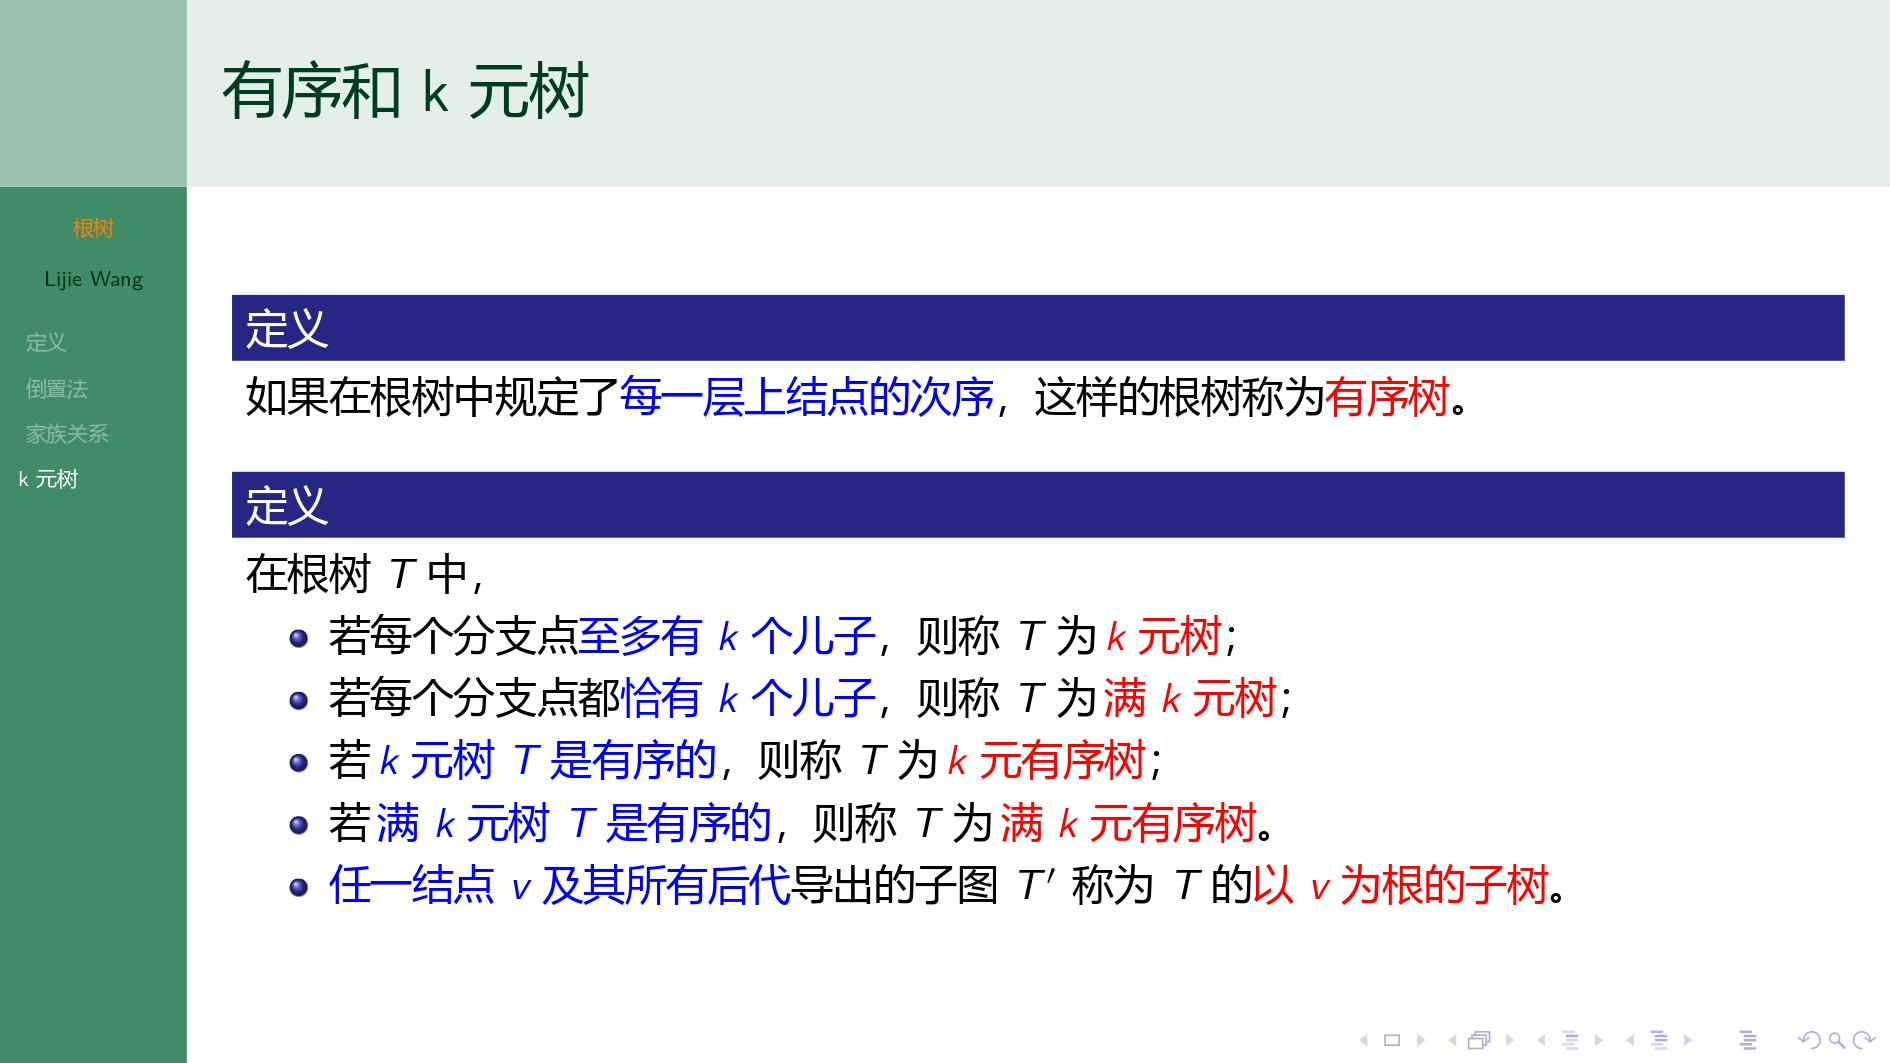 有序和 k 元树
根树
Lijie Wang
定义
倒置法
家族关系
k 元树
定义
如果在根树中规定了每一层上结点的次序，这样的根树称为有序树。
定义
在根树 T 中，
若每个分支点至多有 k 个儿子，则称 T 为 k 元树；
若每个分支点都恰有 k 个儿子，则称 T 为 满 k 元树；
若 k 元树 T 是有序的，则称 T 为 k 元有序树；
若 满 k 元树 T 是有序的，则称 T 为 满 k 元有序树。
任一结点 v 及其所有后代导出的子图 T′ 称为 T 的以 v 为根的子树。